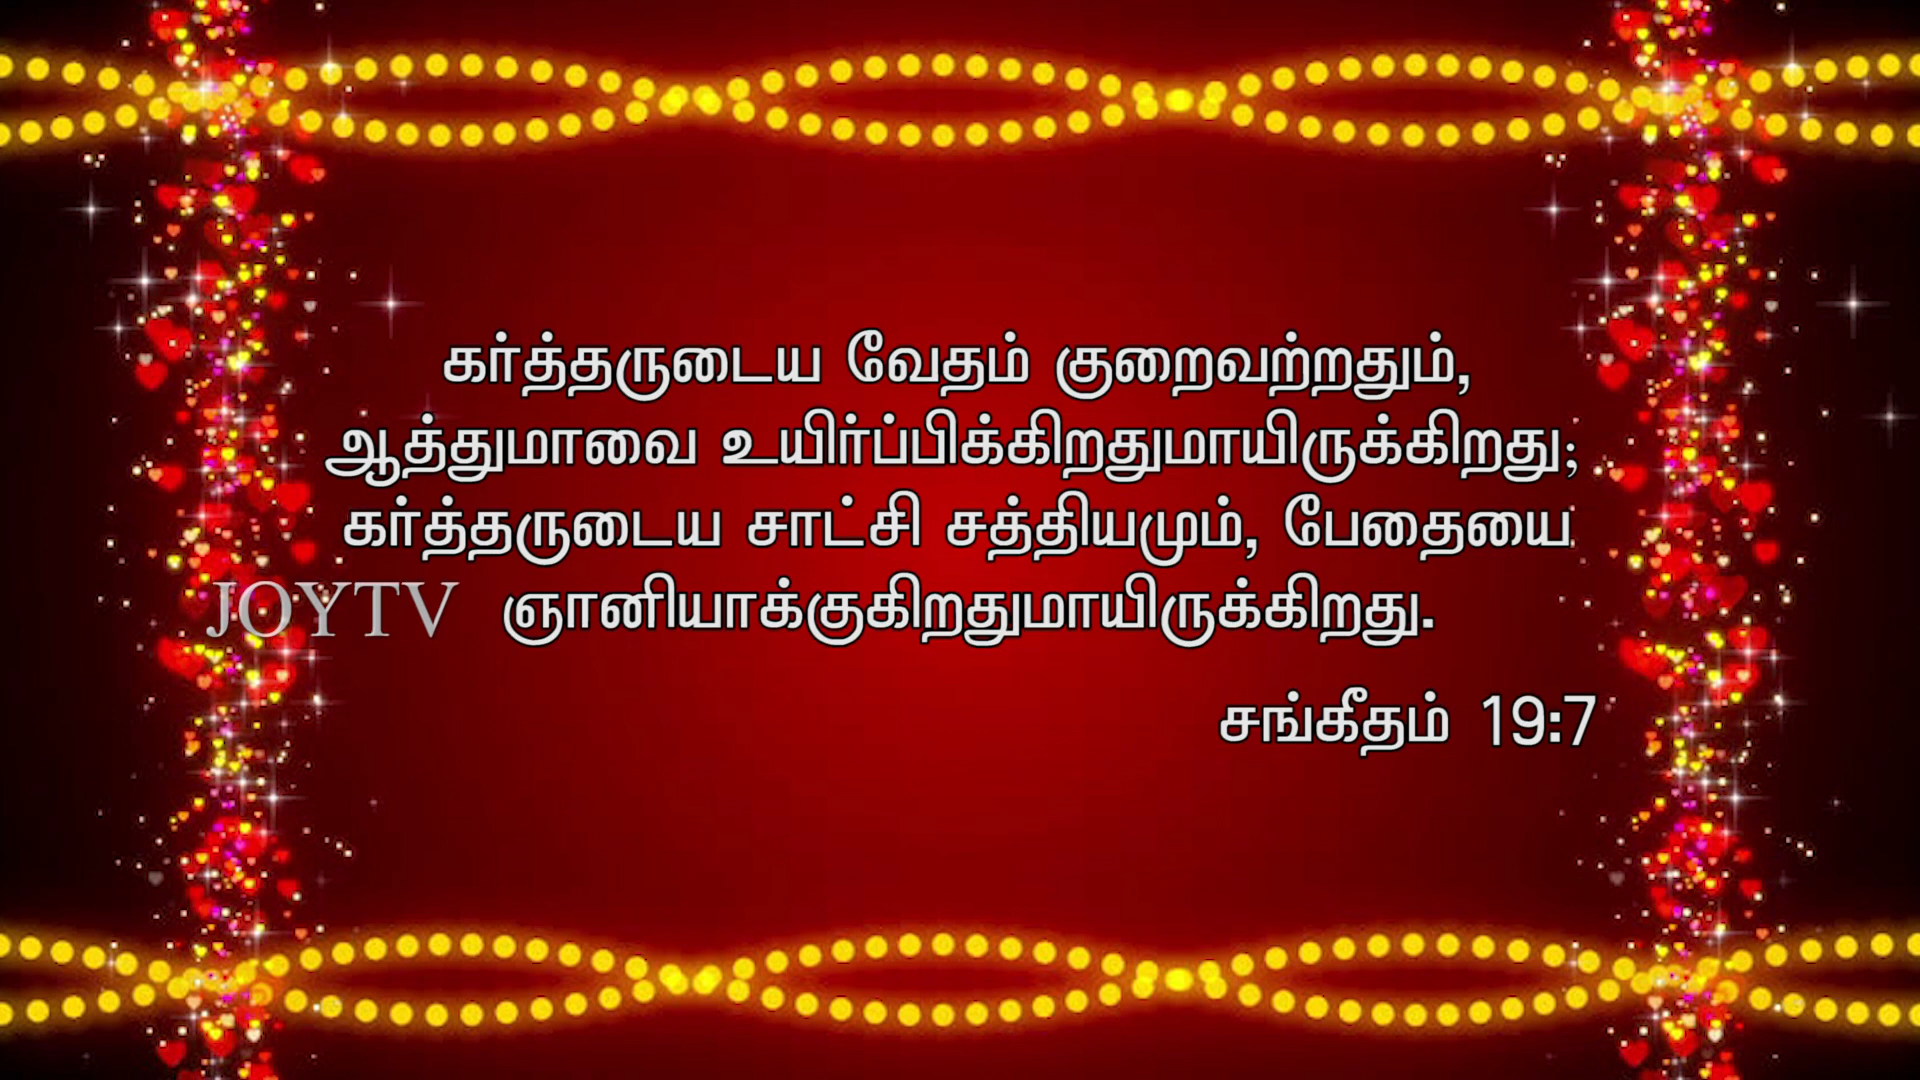 கர்த்தருடைய வேதம் குறைவற்றதும்,
ஆத்துமாவை உயிர்ப்பிக்கிறதுமாயிருக்கிறது;
கர்த்தருடைய சாட்சி சத்தியமும், பேதையை
JOYTV ஞானியாக்குகிறதுமாயிருக்கிறது.
சங்கீதம் 19:7